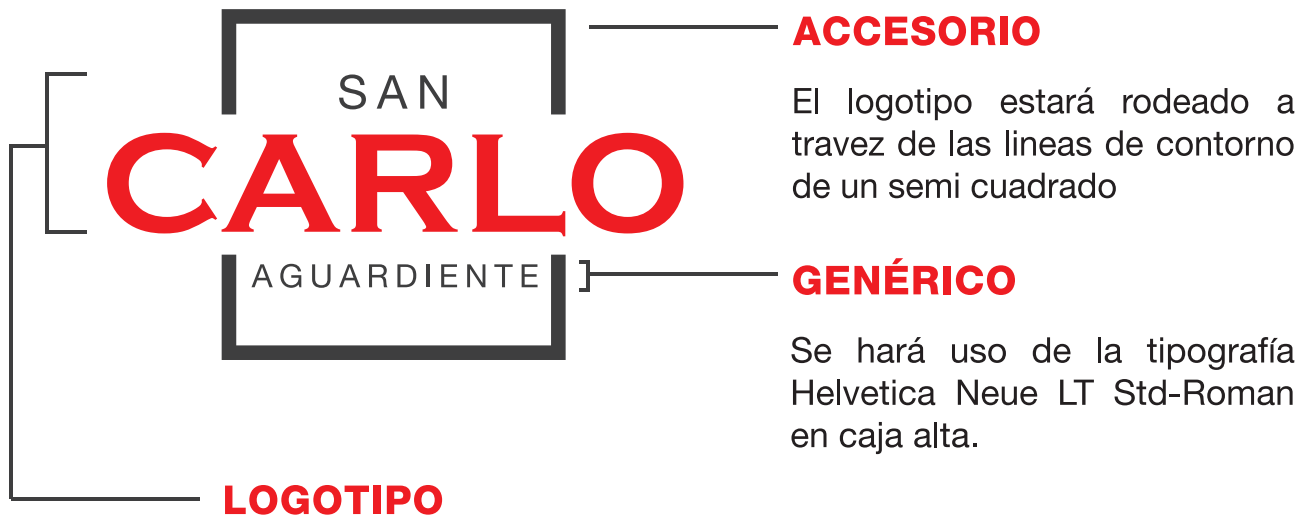 SAN
CARLO
AGUARDIENTE
ACCESORIO
El logotipo estará rodeado a
travez de las lineas de contorno
de un semi cuadrado
GENÉRICO
Se hará uso de la tipografía
Helvetica Neue LT Std-Roman
en caja alta.
LOGOTIPO